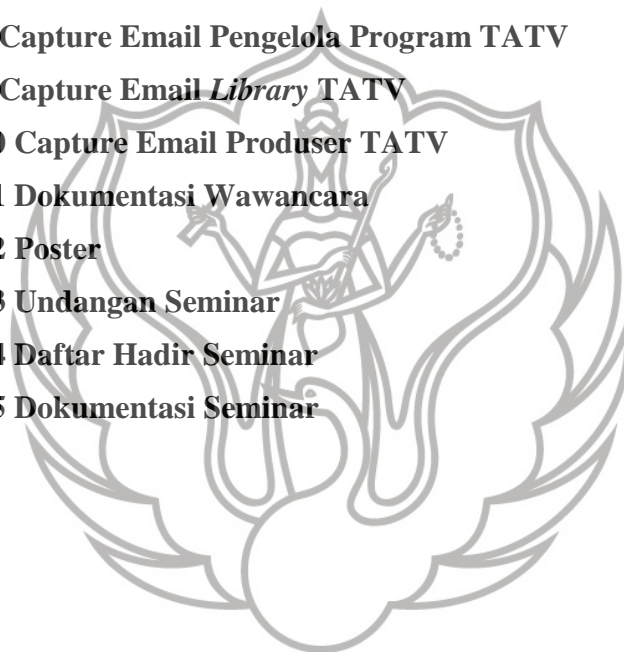 Capture Email Pengelola Program TATV
Capture Email Library TATV
0 Capture Email Produser TATV
1 Dokumentasi Wawancara
2 Poster
3 Undangan Seminar
4 Daftar Hadir Seminar
5 Dokumentasi Seminar